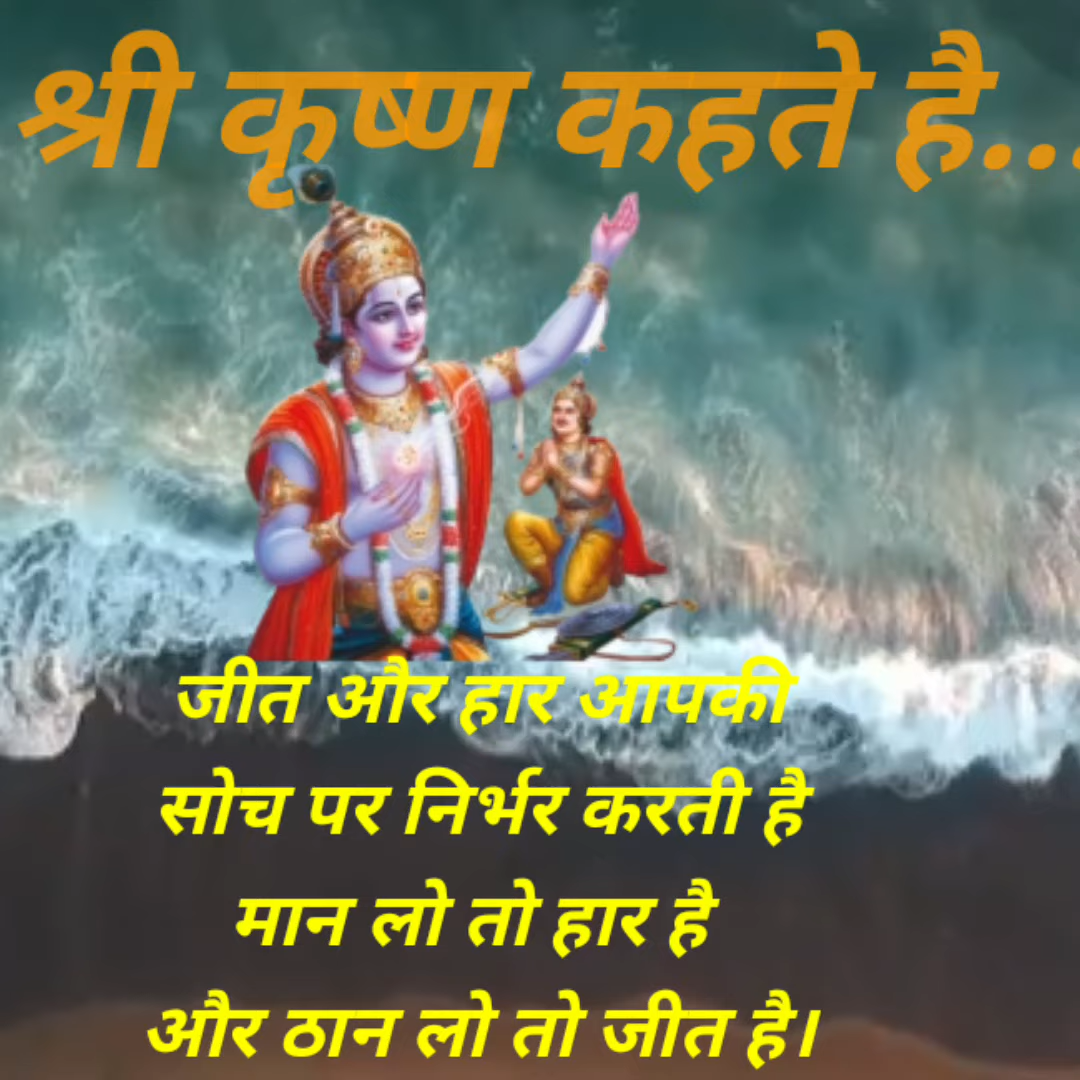 श्री कृष्ण कहते है...
जीत और हार आपकी
सोच पर निर्भर करती है
मान लो तो हार है
और ठान लो तो जीत है।